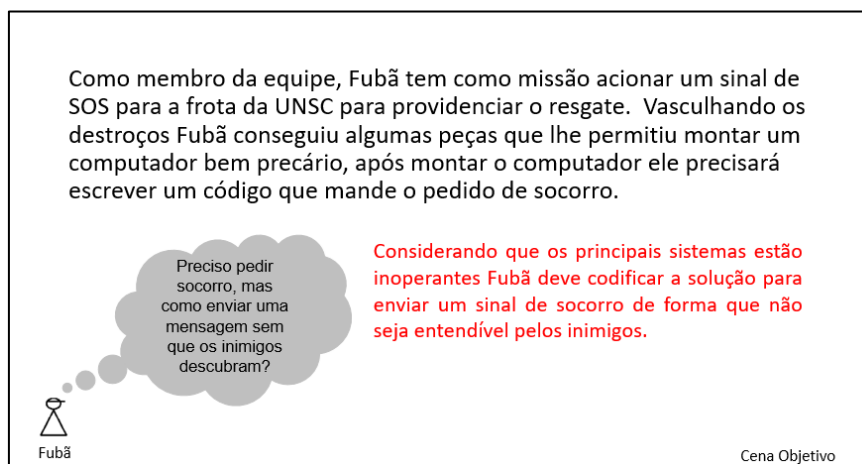 Como membro da equipe, Fubã tem como missão acionar um sinal de
SOS para a frota da UNSC para providenciar o resgate. Vasculhando os
destroços Fubã conseguiu algumas peças que lhe permitiu montar um
computador bem precário, após montar o computador ele precisará
escrever um código que mande o pedido de socorro.
Preciso pedir
socorro, mas
como enviar uma
mensagem sem
que os inimigos
descubram?
Considerando que os principais sistemas estão
inoperantes Fubã deve codificar a solução para
enviar um sinal de socorro de forma que não
seja entendível pelos inimigos.
Fubã
Cena Objetivo